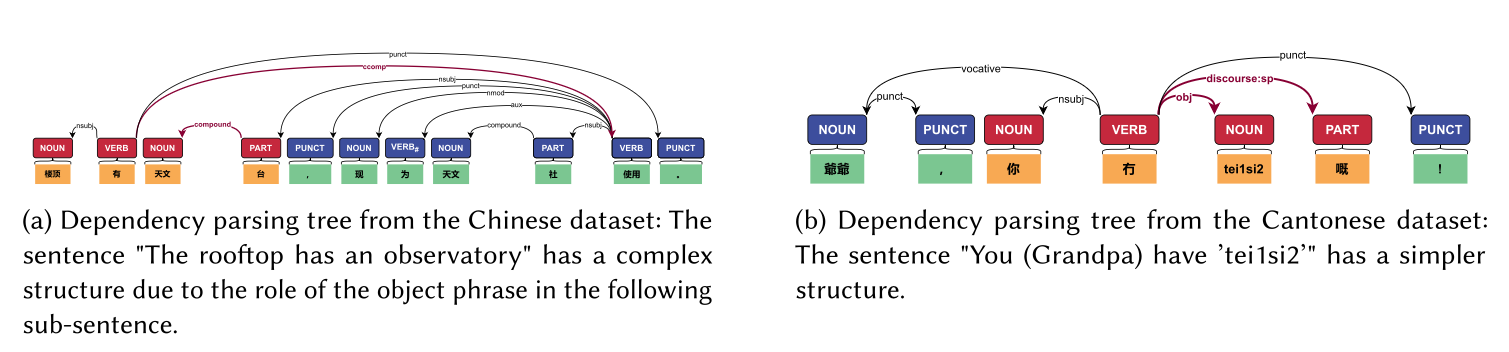 punct
ccomp
nsubj
punct
nmod
aux
nsubj compound compound nsubj
NOUN VERB NOUN PART PUNCT NOUN VERB# NOUN PART VERB PUNCT
楼顶 有 天文 台 , 现 为 天文 社 使用 。
(a) Dependency parsing tree from the Chinese dataset: The
sentence "The rooftop has an observatory" has a complex
structure due to the role of the object phrase in the following
sub-sentence.
punct
vocative
discourse:sp
punct nsubj obj
NOUN PUNCT NOUN VERB NOUN PART PUNCT
爺爺 , 你 冇 tei1si2 嘅 !
(b) Dependency parsing tree from the Cantonese dataset:
The sentence "You (Grandpa) have 'tei1si2'" has a simpler
structure.